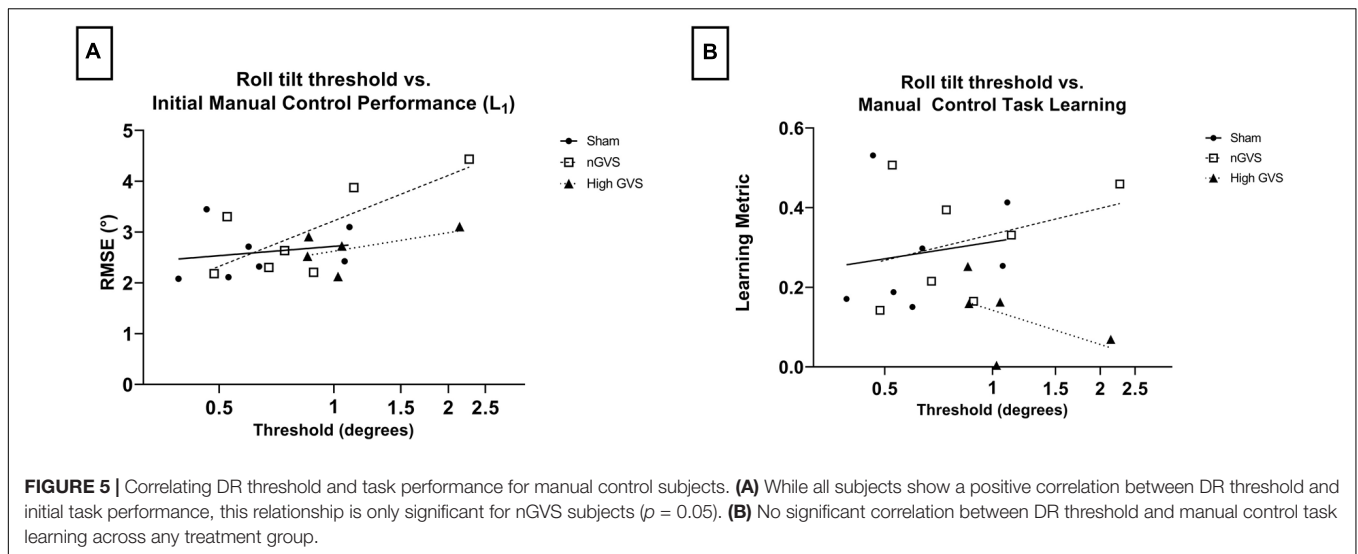 A
Roll tilt threshold vs.
Initial Manual Control Performance (L₁)
5
4
3
2
1
0
RMSE (°)
0.5
1
1.5
2
2.5
Threshold (degrees)
Sham
nGVS
High GVS
B
Roll tilt threshold vs.
Manual Control Task Learning
0.6
0.4
0.2
0.0
Learning Metric
0.5
1
1.5
2
2.5
Threshold (degrees)
Sham
nGVS
High GVS
FIGURE 5 | Correlating DR threshold and task performance for manual control subjects. (A) While all subjects show a positive correlation between DR threshold and
initial task performance, this relationship is only significant for nGVS subjects (p = 0.05). (B) No significant correlation between DR threshold and manual control task
learning across any treatment group.